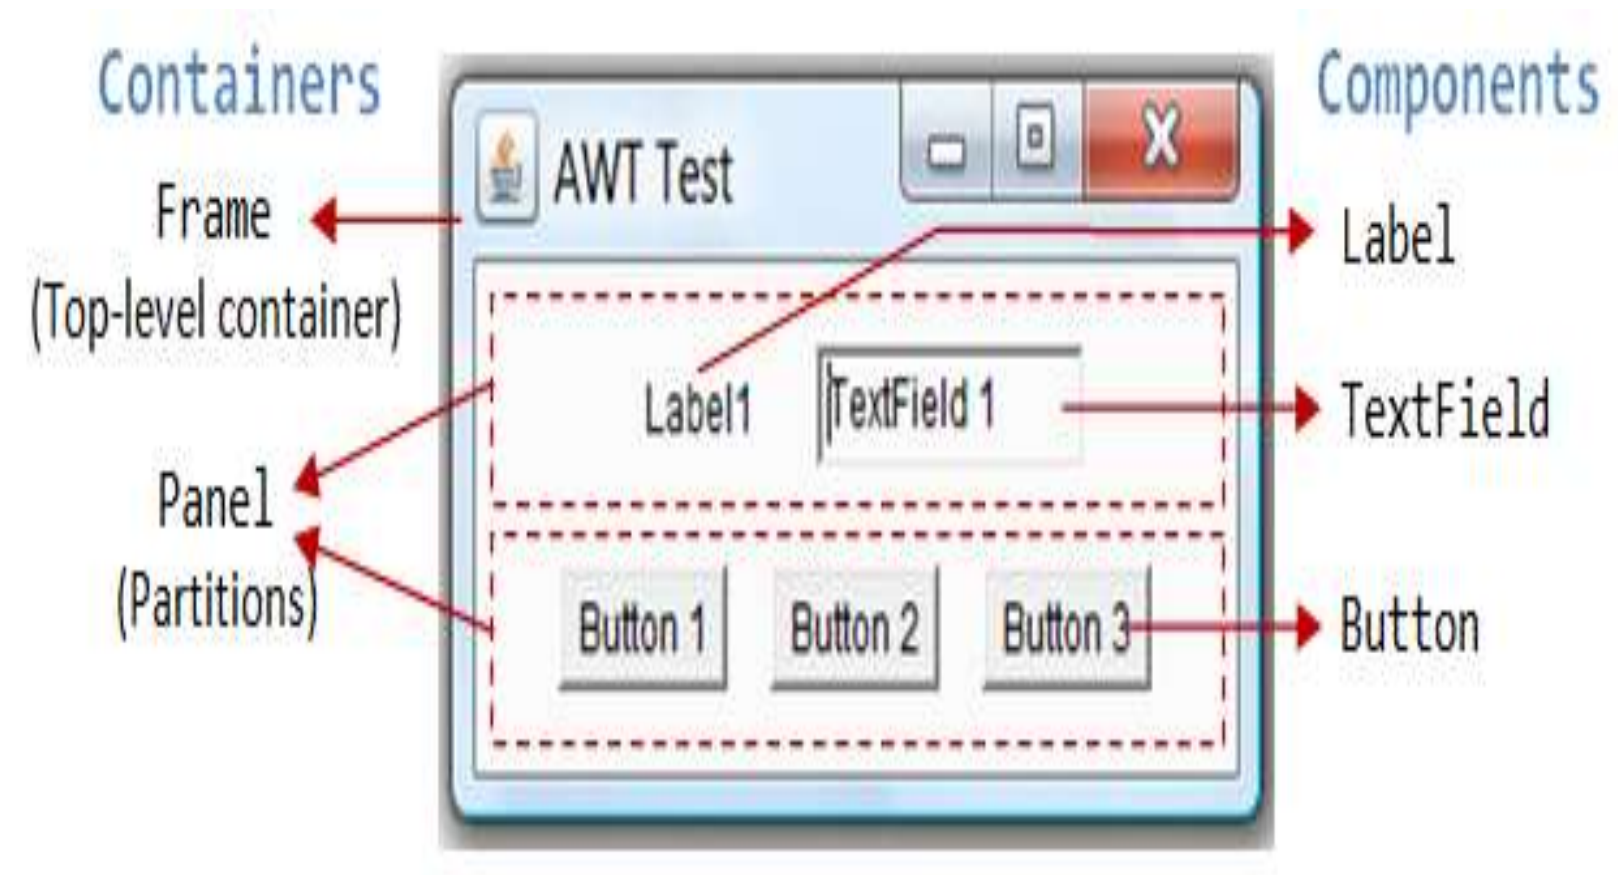 Containers
Components
Frame
(Top-level container)
Panel
(Partitions)
AWT Test
Label1
TextField 1
Button 1
Button 2
Button 3
Label
TextField
Button